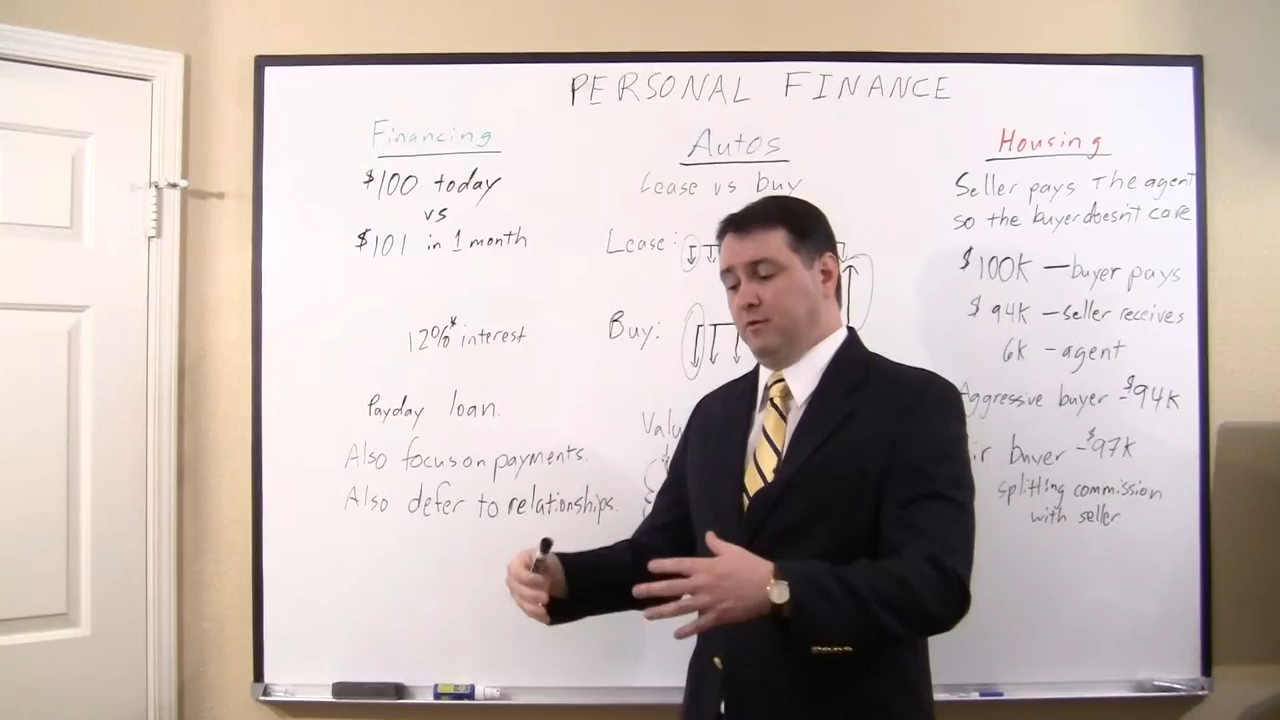 PERSONAL FINANCE
Financing
$100 today
vs
$101 in 1 month
12%* interest
Payday loan.
Also focus on payments.
Also defer to relationships.
Autos
Lease vs buy
Lease:
Buy:
Housing
Seller pays the agent
so the buyer doesn't care
$100K — buyer pays
$94K — seller receives
6K - agent
Aggressive buyer - $94K
buyer - $97K
splitting commission
with seller